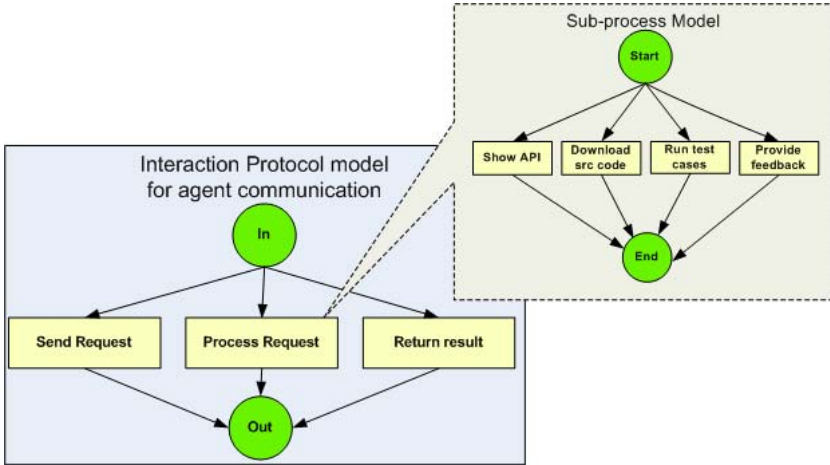 Sub-process Model
Start
Show API
Download
src code
Run test
cases
Provide
feedback
End
Interaction Protocol model
for agent communication
In
Send Request
Process Request
Return result
Out